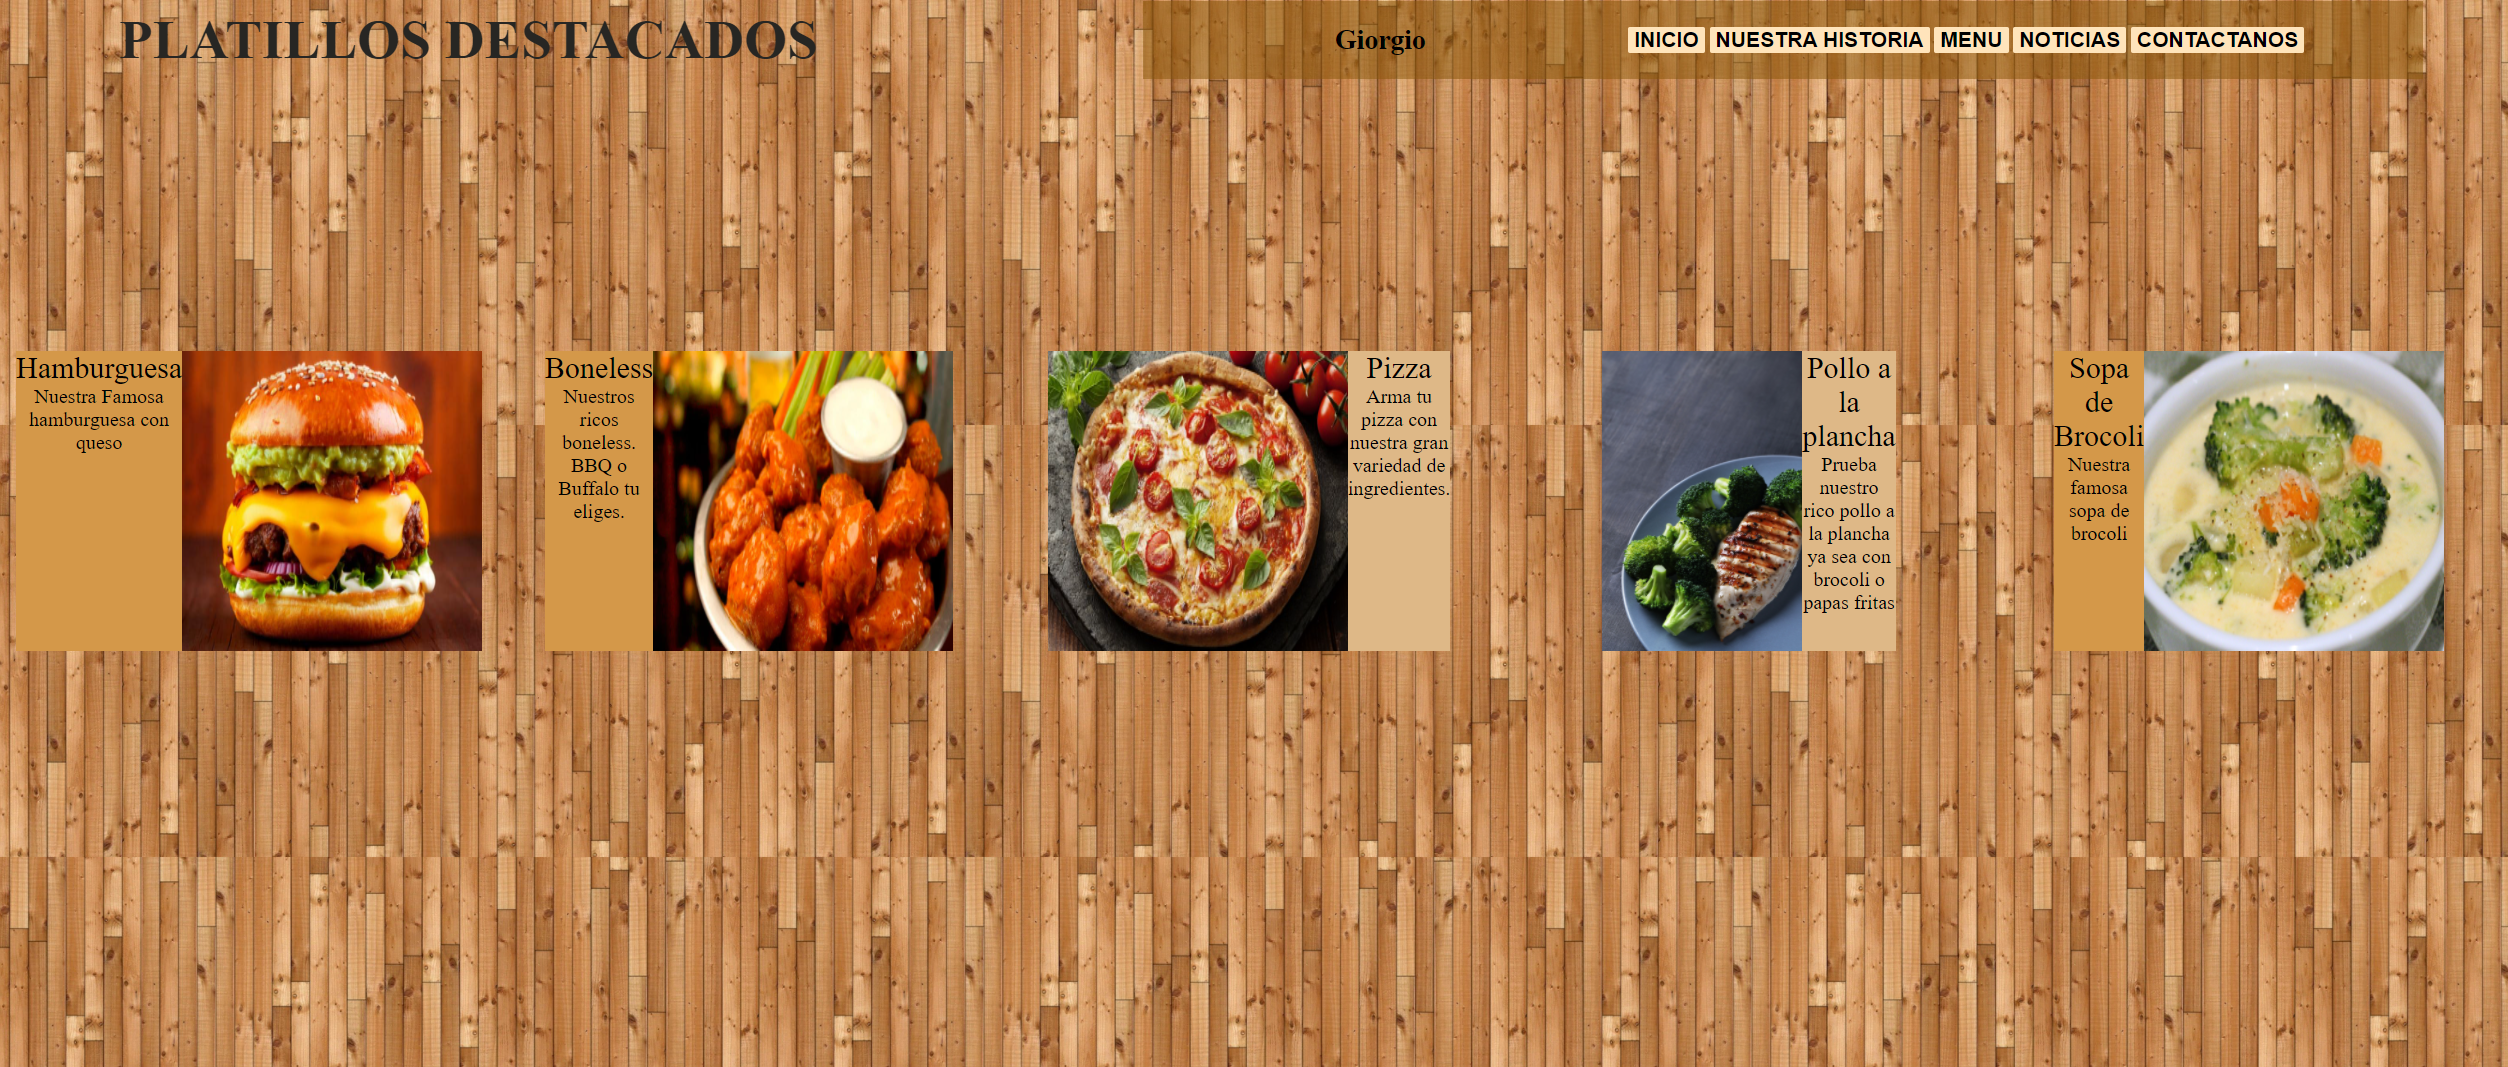 PLATILLOS DESTACADOS
Giorgio
INICIO NUESTRA HISTORIA MENU NOTICIAS CONTACTANOS
Hamburguesa
Nuestra Famosa
hamburguesa con
queso
Boneless
Nuestros
ricos
boneless.
BBQ o
Buffalo tu
eliges.
Pizza
Arma tu
pizza con
nuestra gran
variedad de
ingredientes.
Pollo a
la
plancha
Prueba
nuestro
rico pollo a
la plancha
ya sea con
brocoli o
papas fritas
Sopa
de
Brocoli
Nuestra
famosa
sopa de
brocoli